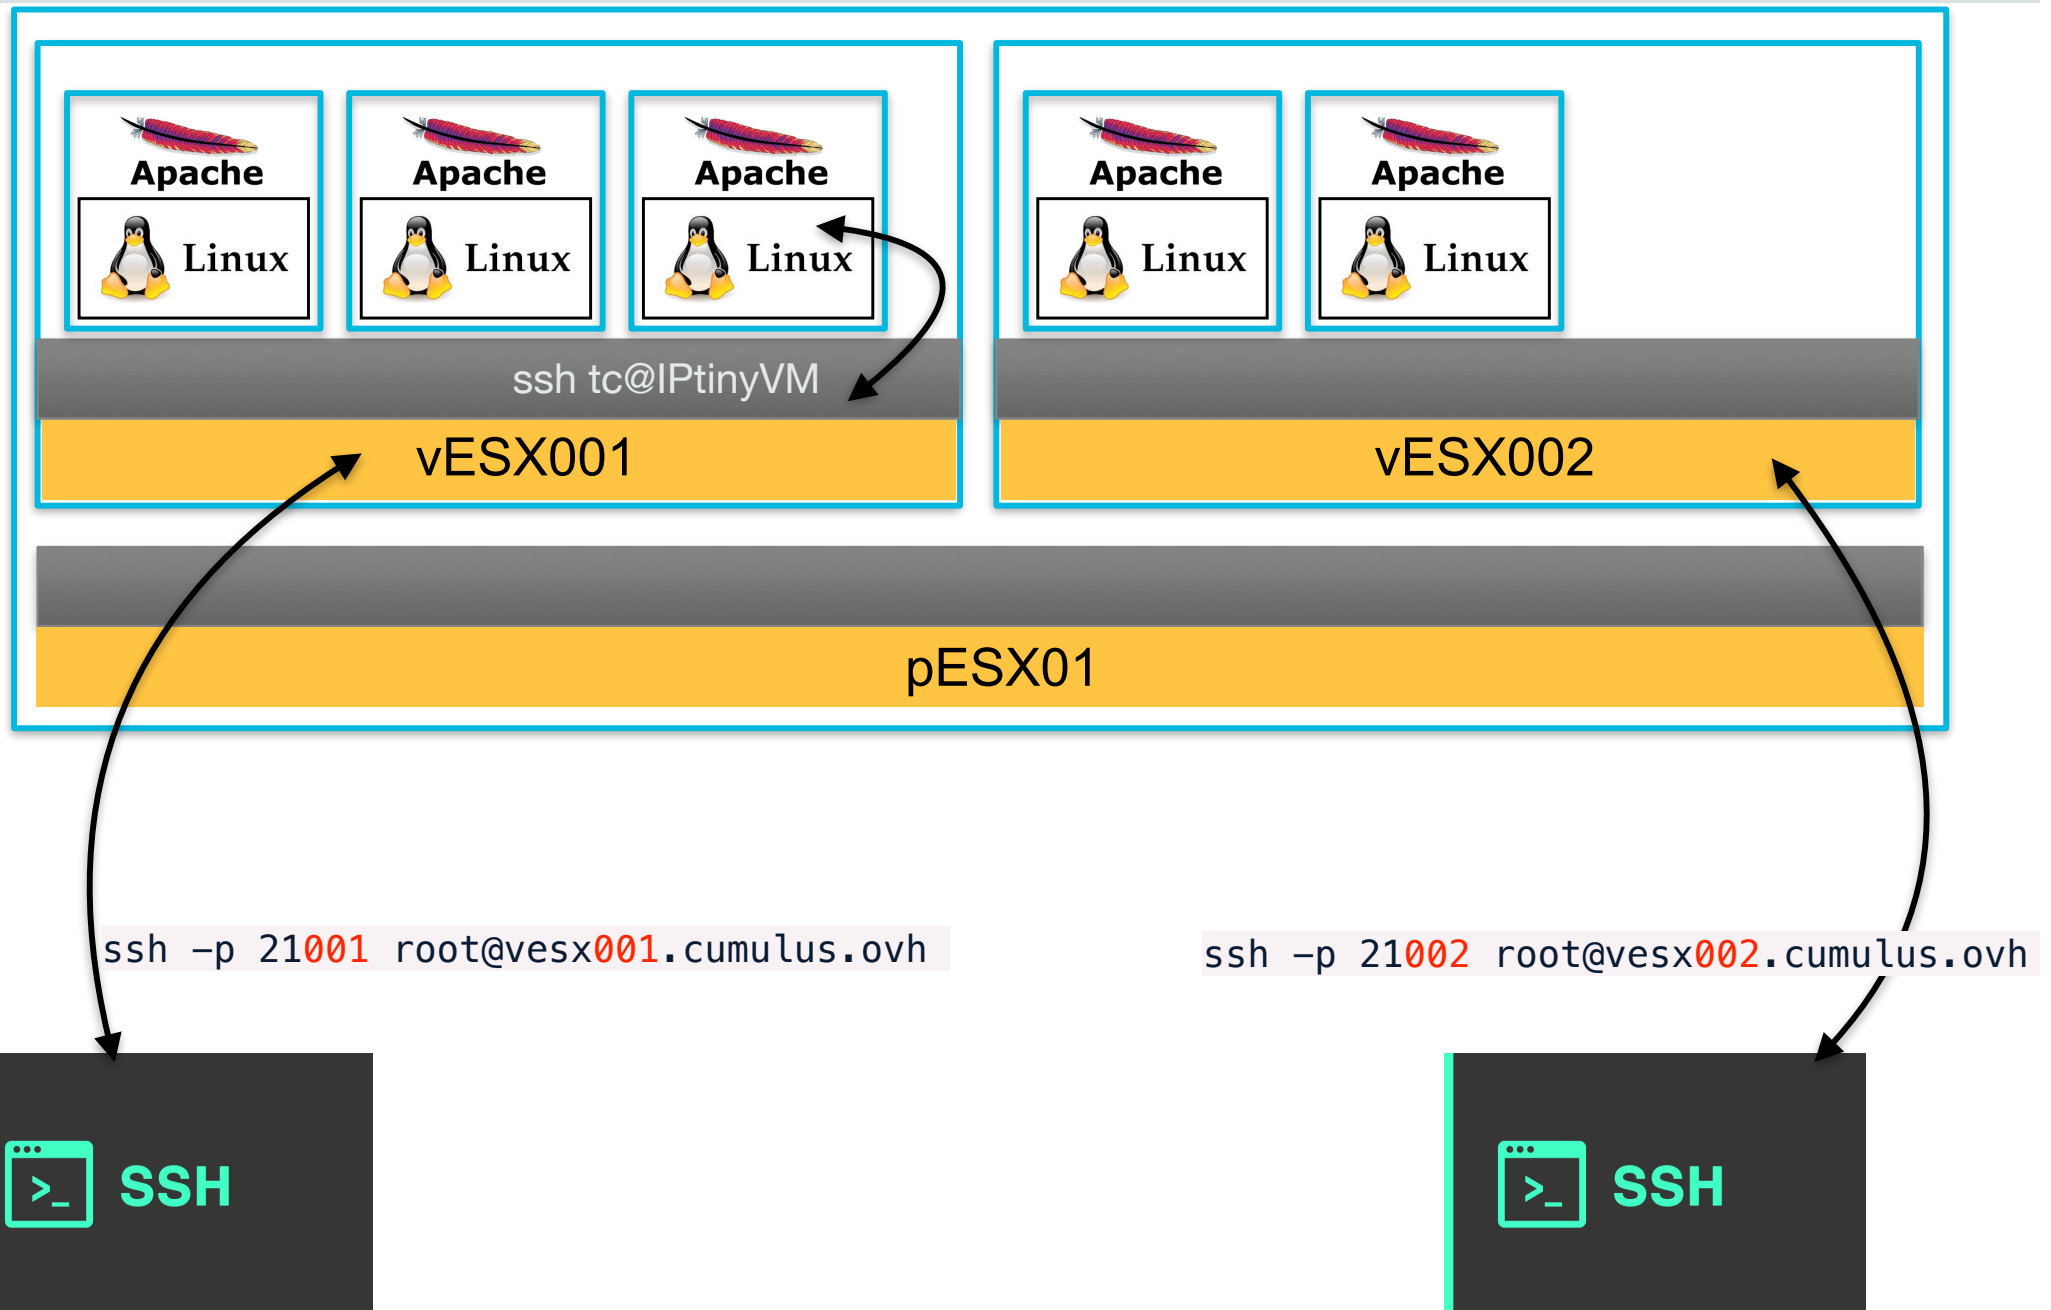 Apache
Linux
Apache
Linux
Apache
Linux
Apache
Linux
Apache
Linux
ssh tc@IPtinyVM
vESX001
vESX002
pESX01
ssh -p 21001 root@vesx001.cumulus.ovh
ssh -p 21002 root@vesx002.cumulus.ovh
>_ SSH
>_ SSH